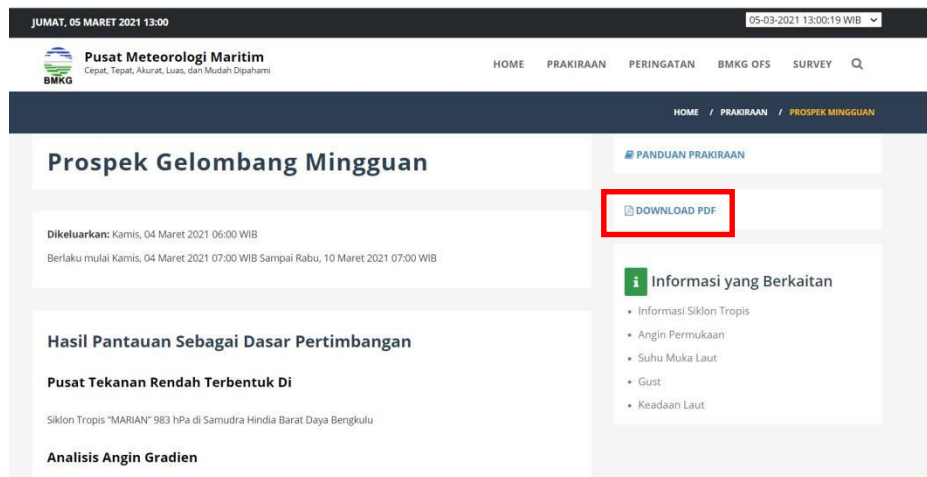 JUMAT, 05 MARET 2021 13:00
05-03-2021 13:00:19 WIB
BMKG
Pusat Meteorologi Maritim
Cepat, Tepat, Akurat, Luas, dan Mudah Dipahami
HOME PRAKIRAAN PERINGATAN BMKG OFS SURVEY
HOME / PRAKIRAAN / PROSPEK MINGGUAN
Prospek Gelombang Mingguan
Dikeluarkan: Kamis, 04 Maret 2021 06:00 WIB
Berlaku mulai Kamis, 04 Maret 2021 07:00 WIB Sampai Rabu, 10 Maret 2021 07:00 WIB
Hasil Pantauan Sebagai Dasar Pertimbangan
Pusat Tekanan Rendah Terbentuk Di
Siklon Tropis "MARIAN" 983 hPa di Samudra Hindia Barat Daya Bengkulu
Analisis Angin Gradien
PANDUAN PRAKIRAAN
DOWNLOAD PDF
i Informasi yang Berkaitan
• Informasi Siklon Tropis
• Angin Permukaan
• Suhu Muka Laut
• Gust
• Keadaan Laut